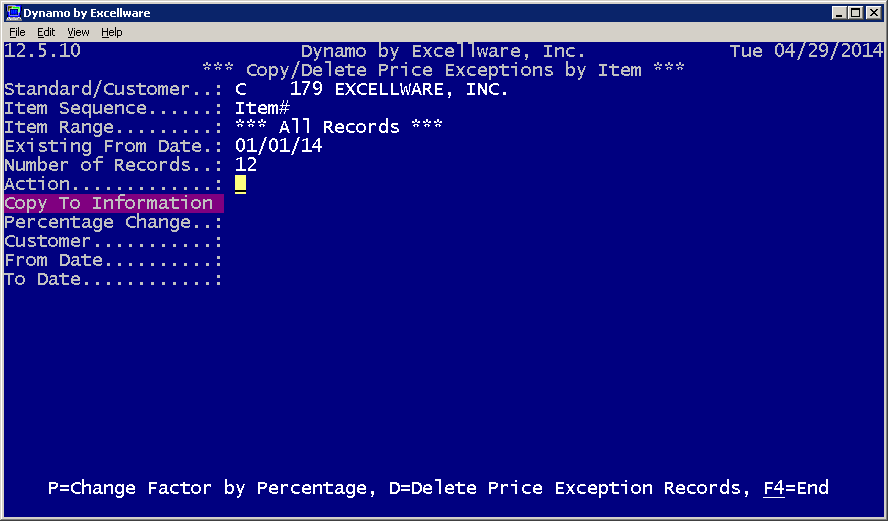 Dynamo by Excellware
File Edit View Help
12.5.10 Dynamo by Excellware, Inc. Tue 04/29/2014
*** Copy/Delete Price Exceptions by Item ***
Standard/Customer..: C 179 EXCELLWARE, INC.
Item Sequence......: Item#
Item Range.........: *** All Records ***
Existing From Date.: 01/01/14
Number of Records..: 12
Action.............:
Copy To Information
Percentage Change..:
Customer...........:
From Date..........:
To Date............:
P=Change Factor by Percentage, D=Delete Price Exception Records, F4=End